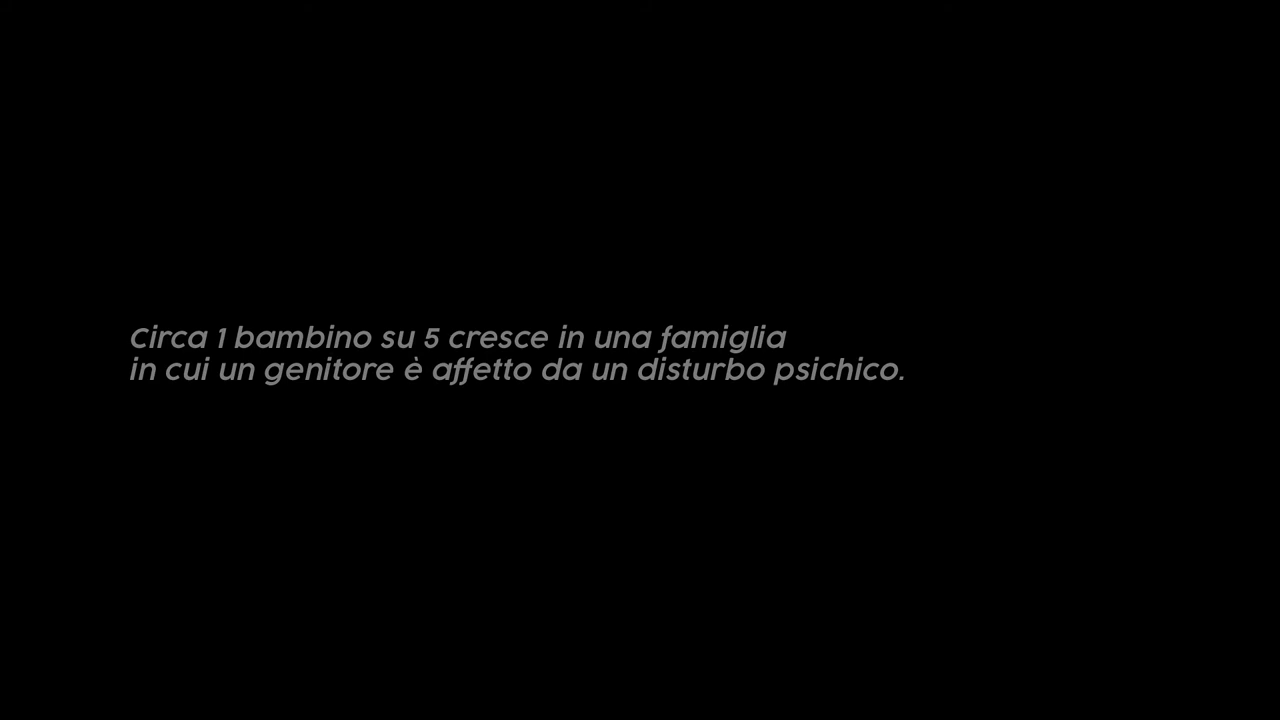 Circa 1 bambino su 5 cresce in una famiglia
in cui un genitore è affetto da un disturbo psichico.